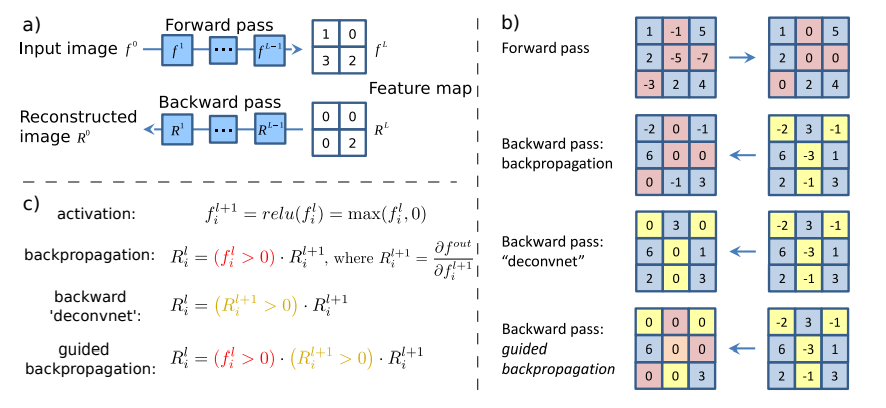 a)
Forward pass
Input image f^0
f^1
...
f^{L-1}
1 0
3 2
f^L
Feature map
Backward pass
Reconstructed
image R^0
R^1
...
R^{L-1}
0 0
0 2
R^L
c)
activation: f_i^{l+1} = relu(f_i^l) = max(f_i^l, 0)
backpropagation: R_i^l = (f_i^l > 0) · R_i^{l+1}, where R_i^{l+1} = ∂f^{out} / ∂f_i^{l+1}
backward
'deconvnet':
R_i^l = (R_i^{l+1} > 0) · R_i^{l+1}
guided
backpropagation:
R_i^l = (f_i^l > 0) · (R_i^{l+1} > 0) · R_i^{l+1}
b)
Forward pass
1 -1 5
2 -5 -7
-3 2 4
1 0 5
2 0 0
0 2 4
Backward pass:
backpropagation
-2 0 -1
6 0 0
0 -1 3
-2 3 -1
6 -3 1
2 -1 3
Backward pass:
“deconvnet”
0 3 0
6 0 1
2 0 3
-2 3 -1
6 -3 1
2 -1 3
Backward pass:
guided
backpropagation
0 0 0
6 0 0
0 0 3
-2 3 -1
6 -3 1
2 -1 3